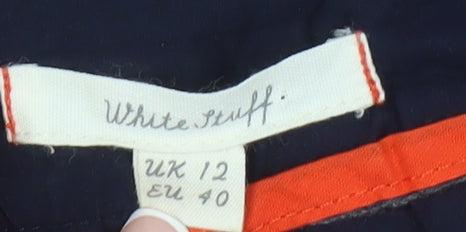 White Stuff.
UK 12
EU 40